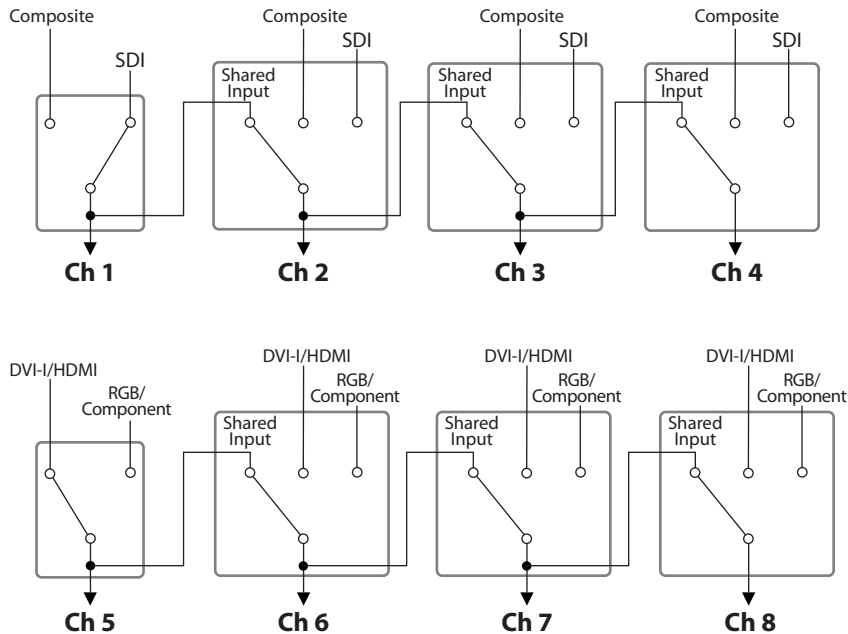 Composite
SDI
Composite
SDI
Shared
Input
Composite
SDI
Shared
Input
Composite
SDI
Shared
Input
Ch 1
Ch 2
Ch 3
Ch 4
DVI-I/HDMI
RGB/
Component
DVI-I/HDMI
RGB/
Component
Shared
Input
DVI-I/HDMI
RGB/
Component
Shared
Input
DVI-I/HDMI
RGB/
Component
Shared
Input
Ch 5
Ch 6
Ch 7
Ch 8